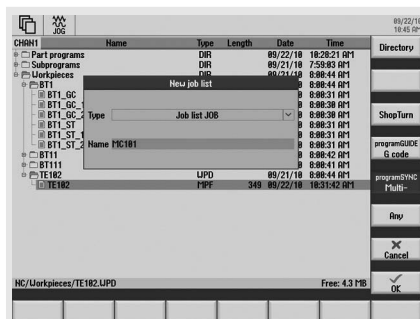 JOG
09/22/10
10:45 AM
CHAN1 Name Type Length Date Time
Part programs DIR 09/22/10 10:28:21 AM
Subprograms DIR 09/21/10 7:59:03 AM
Workpieces DIR 09/21/10 8:00:44 AM
BT1 8:00:44 AM
BT1_GC 8:00:31 AM
BT1_GC_1 8:00:30 AM
BT1_GC_2 8:00:30 AM
BT1_ST 8:00:31 AM
BT1_ST_1 8:00:31 AM
BT1_ST_2 8:00:31 AM
BT11 8:00:42 AM
BT111 8:00:41 AM
TE102 WPD 09/21/10 8:00:44 AM
TE102 MPF 349 09/22/10 10:31:42 AM
New job list
Type Job list JOB
Name MC101
NC/Workpieces/TE102.WPD Free: 4.3 MB
Directory
ShopTurn
programGUIDE
G code
programSYNC
Multi-
Any
Cancel
OK